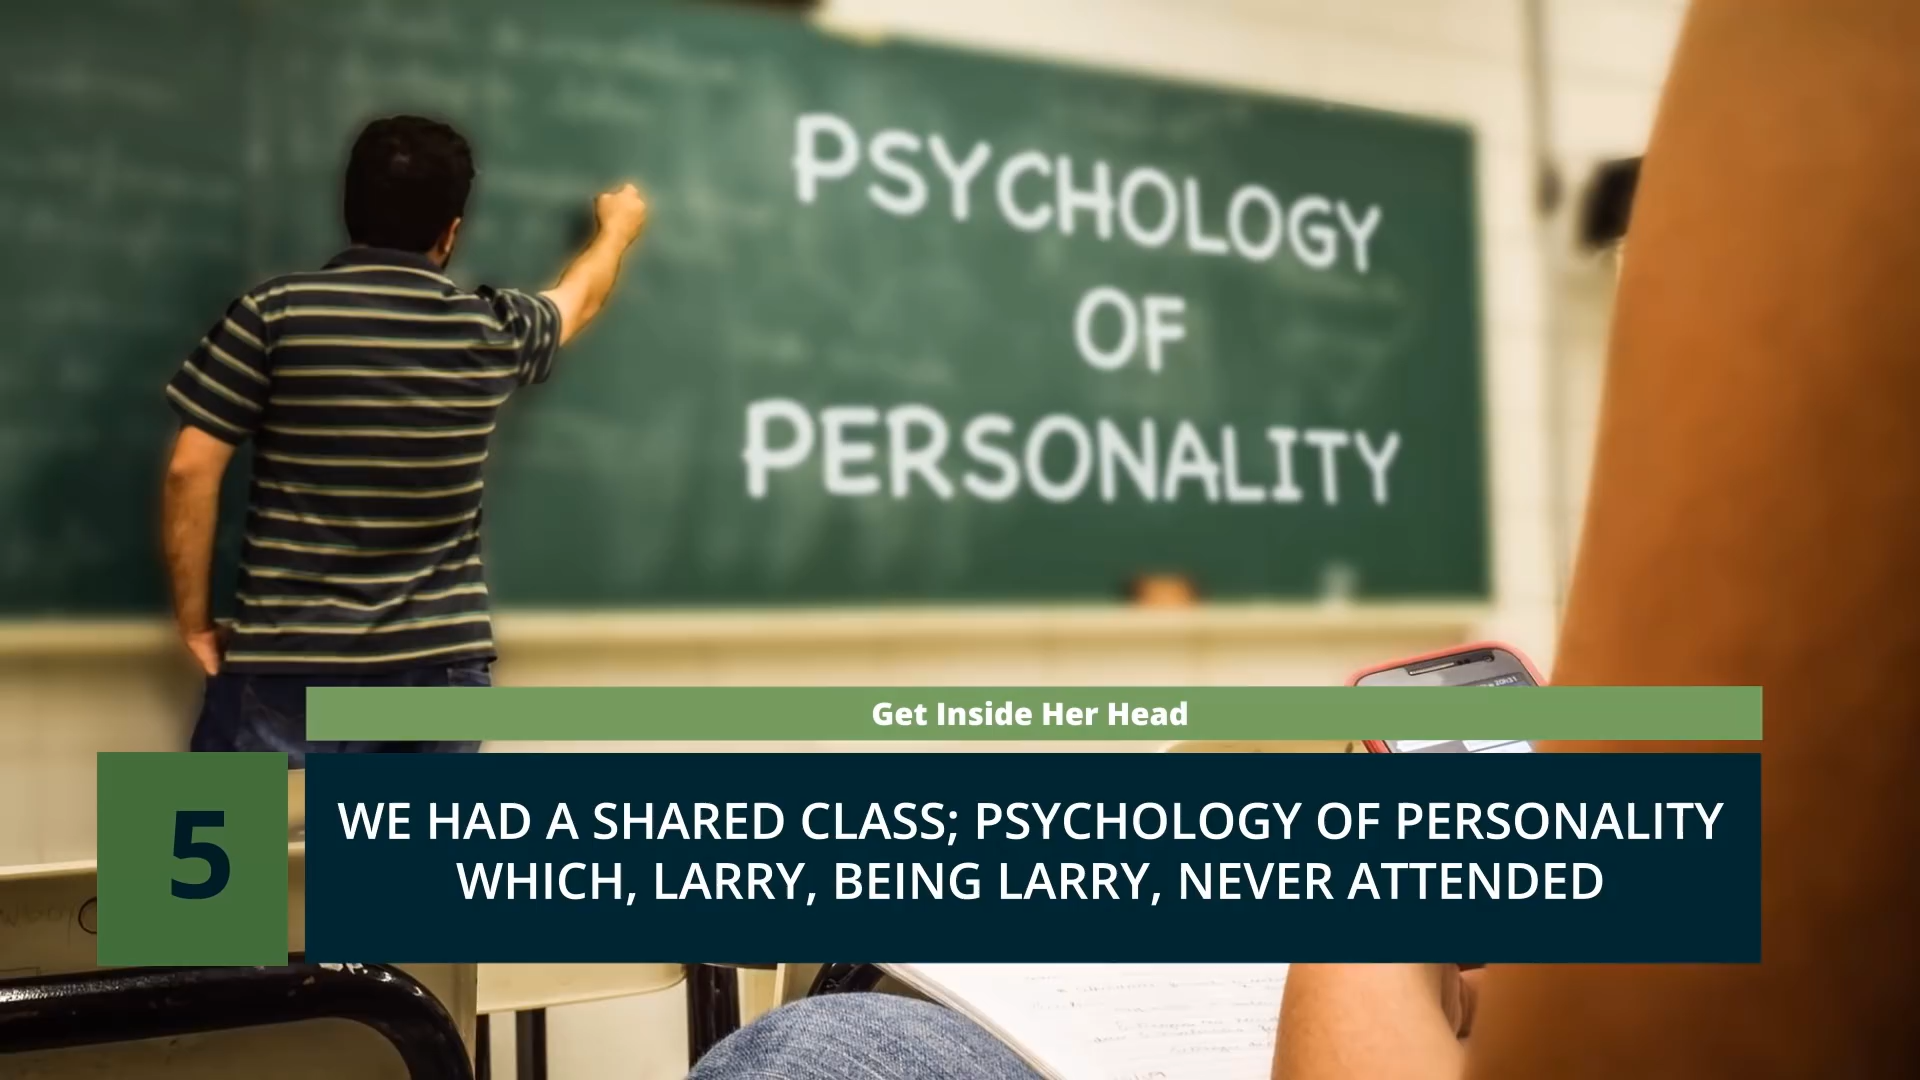 PSYCHOLOGY
OF
PERSONALITY
Get Inside Her Head
5
WE HAD A SHARED CLASS; PSYCHOLOGY OF PERSONALITY
WHICH, LARRY, BEING LARRY, NEVER ATTENDED